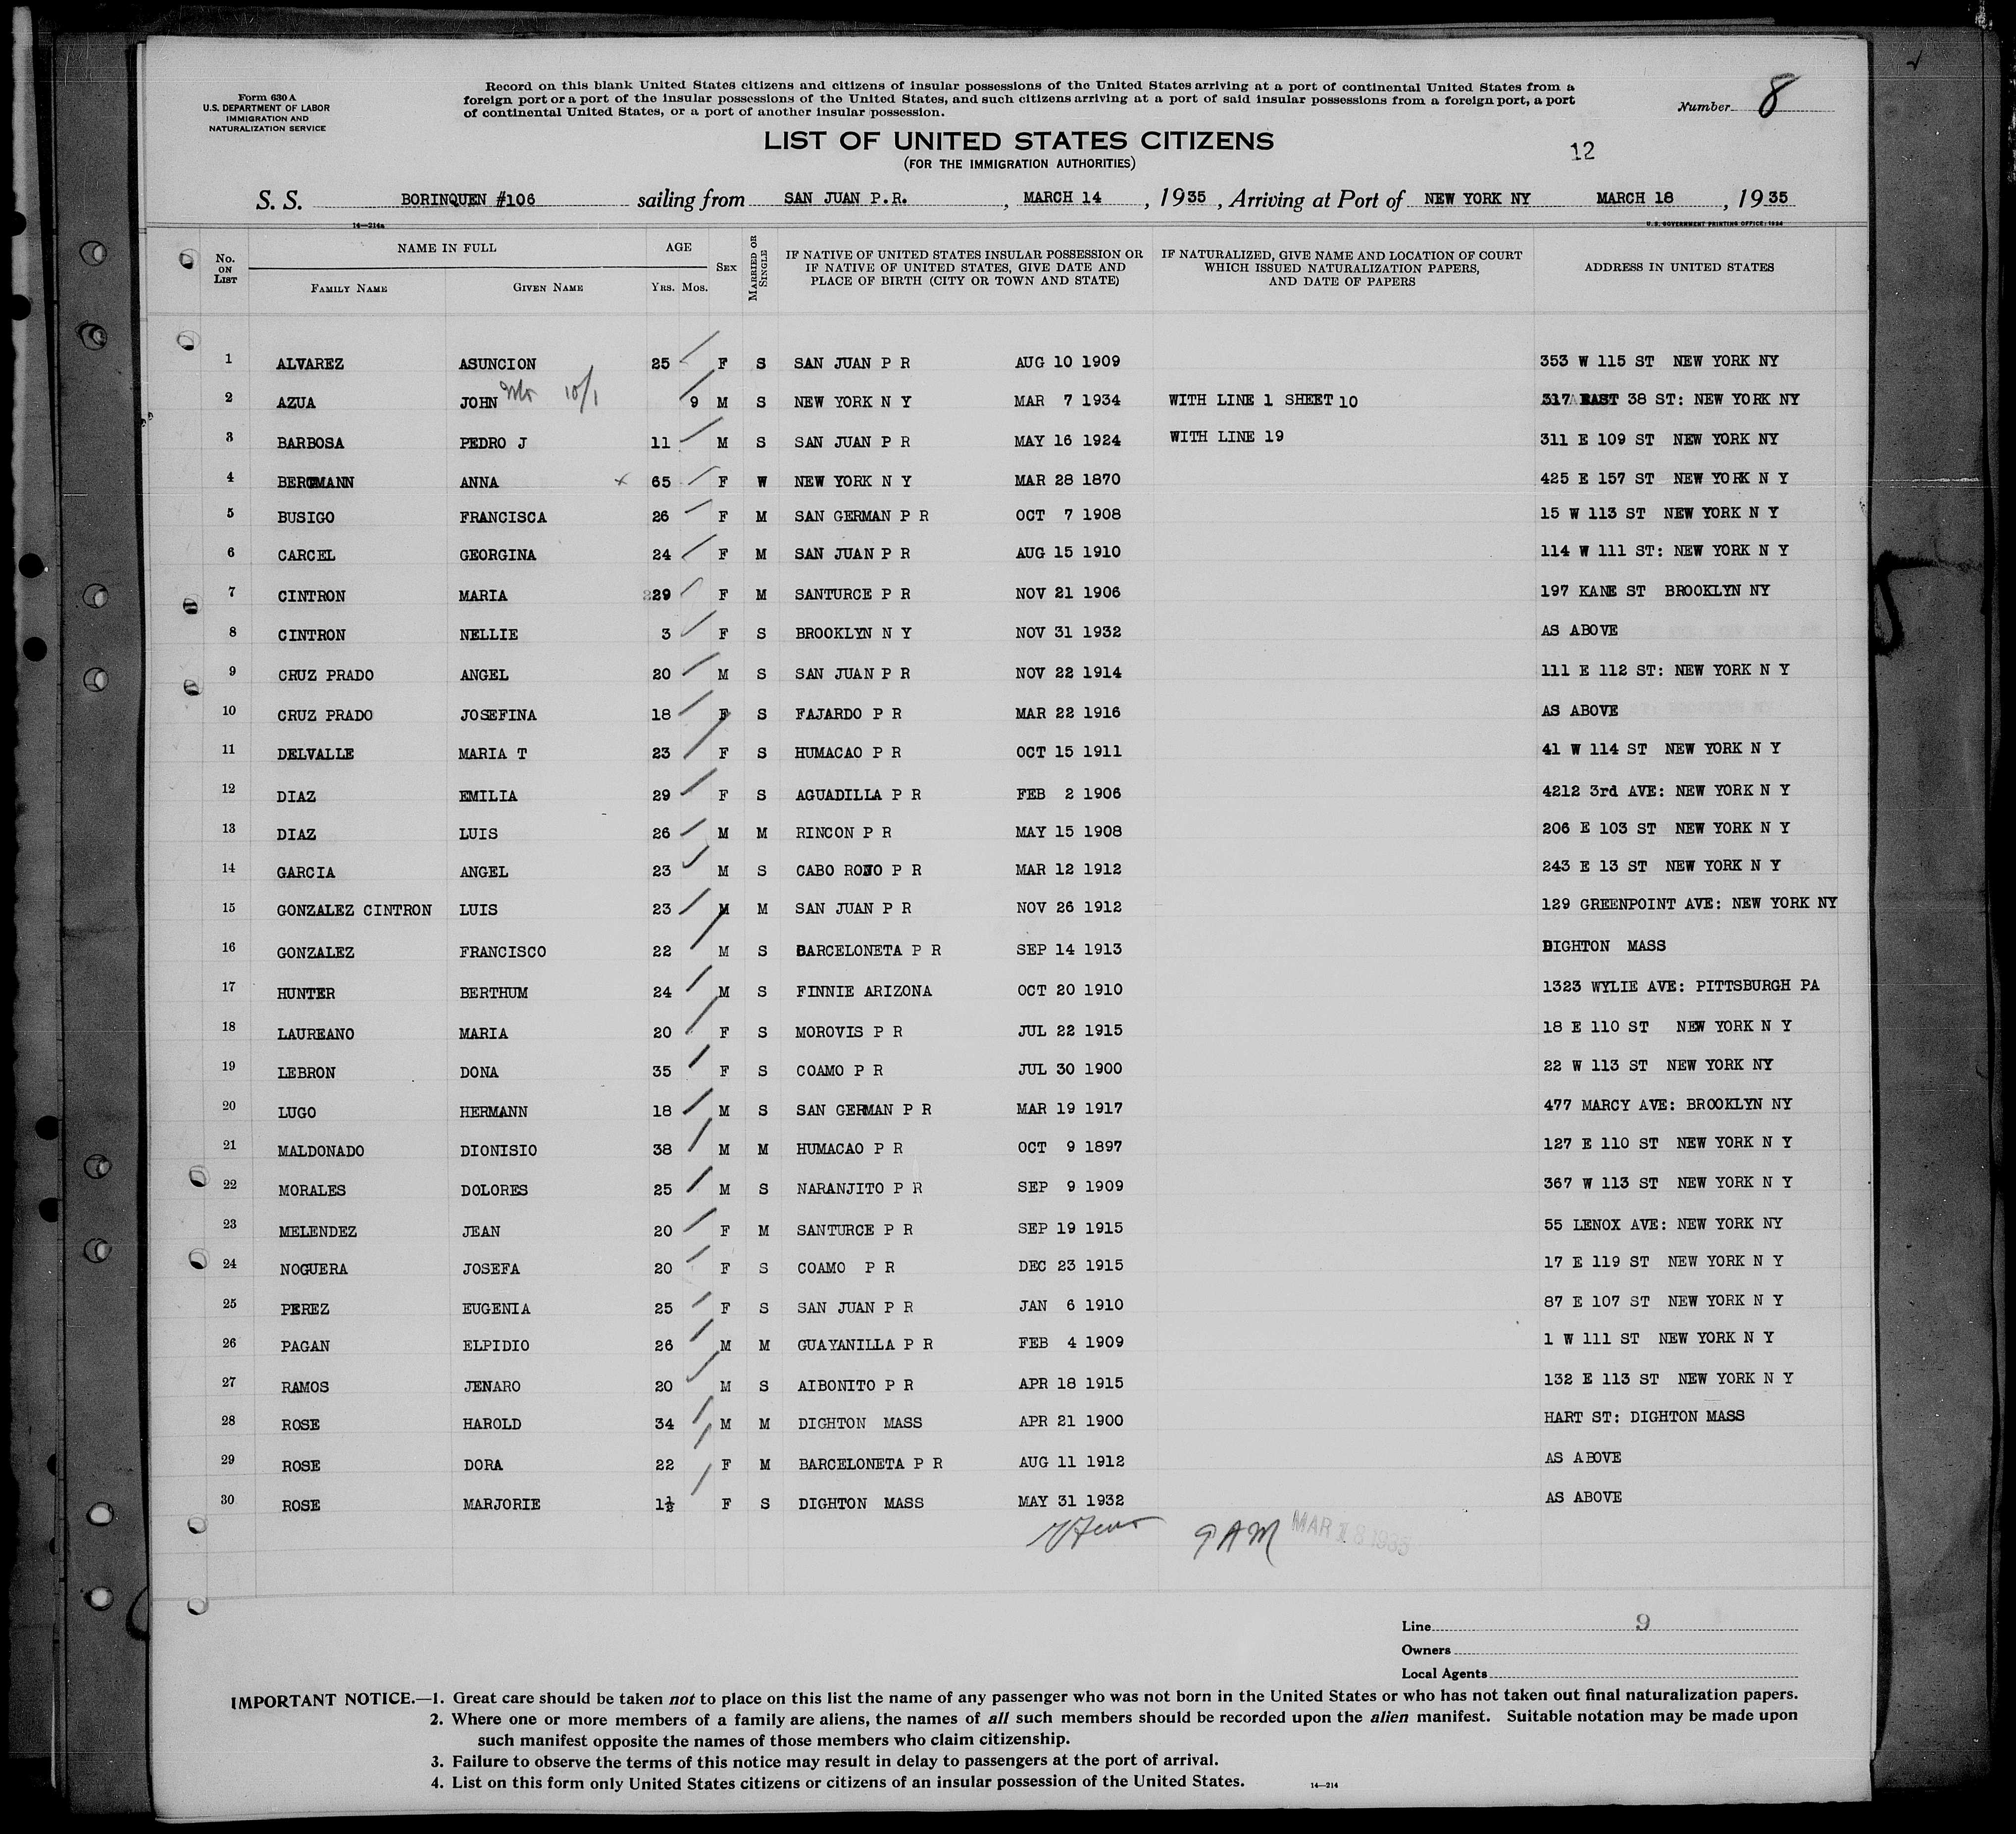 Form 630 A
U.S. DEPARTMENT OF LABOR
IMMIGRATION AND
NATURALIZATION SERVICE
Record on this blank United States citizens and citizens of insular possessions of the United States arriving at a port of continental United States from a
foreign port or a port of the insular possessions of the United States, and such citizens arriving at a port of said insular possessions from a foreign port, a port
of continental United States, or a port of another insular possession.
Number 8
LIST OF UNITED STATES CITIZENS
(FOR THE IMMIGRATION AUTHORITIES)
12
S. S. BORINQUEN #106 sailing from SAN JUAN P.R. , MARCH 14 , 1935 , Arriving at Port of NEW YORK NY MARCH 18 , 1935
14—214a U.S. GOVERNMENT PRINTING OFFICE: 1934
No. ON LIST NAME IN FULL FAMILY NAME GIVEN NAME AGE YRS. MOS. SEX MARRIED OR SINGLE IF NATIVE OF UNITED STATES INSULAR POSSESSION OR IF NATIVE OF UNITED STATES, GIVE DATE AND PLACE OF BIRTH (CITY OR TOWN AND STATE) IF NATURALIZED, GIVE NAME AND LOCATION OF COURT WHICH ISSUED NATURALIZATION PAPERS, AND DATE OF PAPERS ADDRESS IN UNITED STATES
1 ALVAREZ ASUNCION 25 F S SAN JUAN P R AUG 10 1909 353 W 115 ST NEW YORK NY
2 AZUA JOHN 10/1 9 M S NEW YORK N Y MAR 7 1934 WITH LINE 1 SHEET 10 317 EAST 38 ST: NEW YORK NY
3 BARBOSA PEDRO J 11 M S SAN JUAN P R MAY 16 1924 WITH LINE 19 311 E 109 ST NEW YORK NY
4 BERGMANN ANNA x 65 F W NEW YORK N Y MAR 28 1870 425 E 157 ST NEW YORK N Y
5 BUSIGO FRANCISCA 26 F M SAN GERMAN P R OCT 7 1908 15 W 113 ST NEW YORK N Y
6 CARCEL GEORGINA 24 F M SAN JUAN P R AUG 15 1910 114 W 111 ST: NEW YORK N Y
7 CINTRON MARIA 29 F M SANTURCE P R NOV 21 1906 197 KANE ST BROOKLYN NY
8 CINTRON NELLIE 3 F S BROOKLYN N Y NOV 31 1932 AS ABOVE
9 CRUZ PRADO ANGEL 20 M S SAN JUAN P R NOV 22 1914 111 E 112 ST: NEW YORK N Y
10 CRUZ PRADO JOSEFINA 18 F S FAJARDO P R MAR 22 1916 AS ABOVE
11 DELVALLE MARIA T 23 F S HUMACAO P R OCT 15 1911 41 W 114 ST NEW YORK N Y
12 DIAZ EMILIA 29 F S AGUADILLA P R FEB 2 1906 4212 3rd AVE: NEW YORK N Y
13 DIAZ LUIS 26 M M RINCON P R MAY 15 1908 206 E 103 ST NEW YORK N Y
14 GARCIA ANGEL 23 M S CABO ROJO P R MAR 12 1912 243 E 13 ST NEW YORK N Y
15 GONZALEZ CINTRON LUIS 23 M M SAN JUAN P R NOV 26 1912 129 GREENPOINT AVE: NEW YORK NY
16 GONZALEZ FRANCISCO 22 M S BARCELONETA P R SEP 14 1913 DIGHTON MASS
17 HUNTER BERTHUM 24 M S FINNIE ARIZONA OCT 20 1910 1323 WYLIE AVE: PITTSBURGH PA
18 LAUREANO MARIA 20 F S MOROVIS P R JUL 22 1915 18 E 110 ST NEW YORK N Y
19 LEBRON DONA 35 F S COAMO P R JUL 30 1900 22 W 113 ST NEW YORK NY
20 LUGO HERMANN 18 M S SAN GERMAN P R MAR 19 1917 477 MARCY AVE: BROOKLYN NY
21 MALDONADO DIONISIO 38 M M HUMACAO P R OCT 9 1897 127 E 110 ST NEW YORK N Y
22 MORALES DOLORES 25 M S NARANJITO P R SEP 9 1909 367 W 113 ST NEW YORK N Y
23 MELENDEZ JEAN 20 F M SANTURCE P R SEP 19 1915 55 LENOX AVE: NEW YORK NY
24 NOGUERA JOSEFA 20 F S COAMO P R DEC 23 1915 17 E 119 ST NEW YORK N Y
25 PEREZ EUGENIA 25 F S SAN JUAN P R JAN 6 1910 87 E 107 ST NEW YORK N Y
26 PAGAN ELPIDIO 26 M M GUAYANILLA P R FEB 4 1909 1 W 111 ST NEW YORK N Y
27 RAMOS JENARO 20 M S AIBONITO P R APR 18 1915 132 E 113 ST NEW YORK N Y
28 ROSE HAROLD 34 M M DIGHTON MASS APR 21 1900 HART ST: DIGHTON MASS
29 ROSE DORA 22 F M BARCELONETA P R AUG 11 1912 AS ABOVE
30 ROSE MARJORIE 1½ F S DIGHTON MASS MAY 31 1932 AS ABOVE
9 AM MAR 18 1935
Line 9
Owners
Local Agents
IMPORTANT NOTICE.—1. Great care should be taken not to place on this list the name of any passenger who was not born in the United States or who has not taken out final naturalization papers.
2. Where one or more members of a family are aliens, the names of all such members should be recorded upon the alien manifest. Suitable notation may be made upon
such manifest opposite the names of those members who claim citizenship.
3. Failure to observe the terms of this notice may result in delay to passengers at the port of arrival.
4. List on this form only United States citizens or citizens of an insular possession of the United States. 14—214